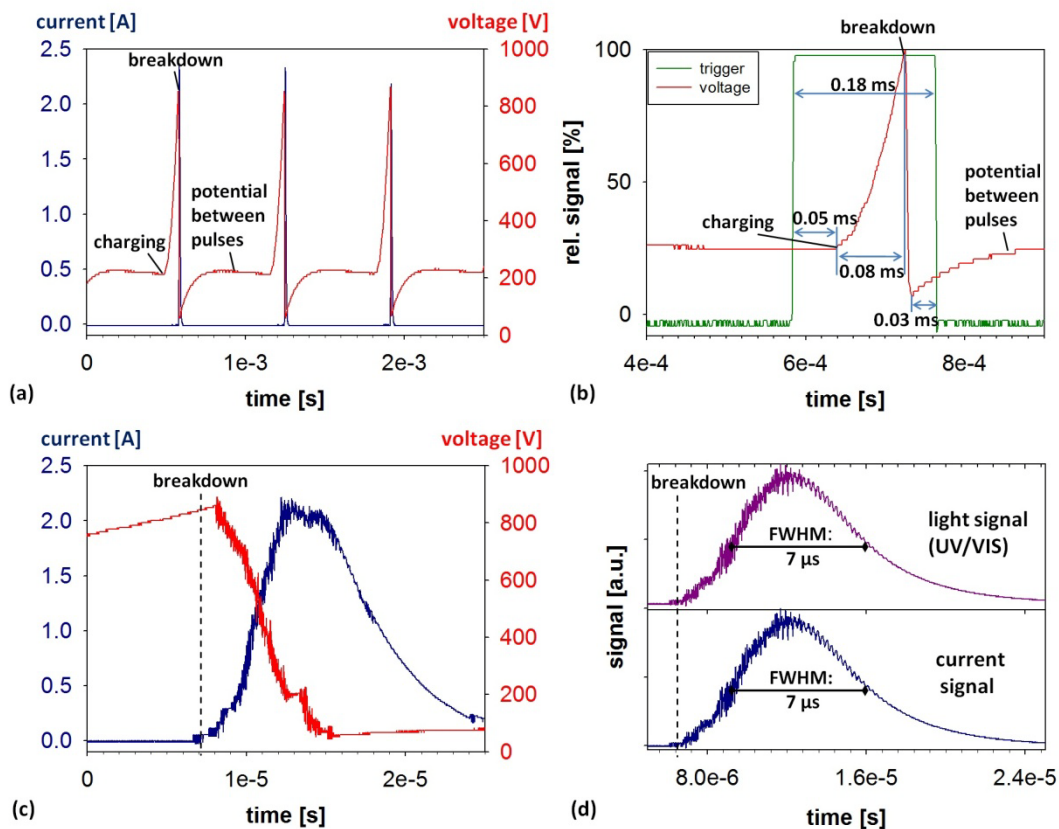 current [A]
voltage [V]
2.5
2.0
1.5
1.0
0.5
0.0
1000
800
600
400
200
0
breakdown
charging
potential
between
pulses
0
1e-3
2e-3
time [s]
(a)
breakdown
trigger
voltage
0.18 ms
100
50
0
rel. signal [%]
charging
0.05 ms
0.08 ms
0.03 ms
potential
between
pulses
4e-4
6e-4
8e-4
time [s]
(b)
current [A]
voltage [V]
2.5
2.0
1.5
1.0
0.5
0.0
1000
800
600
400
200
0
breakdown
0
1e-5
2e-5
time [s]
(c)
breakdown
light signal
(UV/VIS)
FWHM:
7 µs
signal [a.u.]
current
signal
FWHM:
7 µs
8.0e-6
1.6e-5
2.4e-5
time [s]
(d)